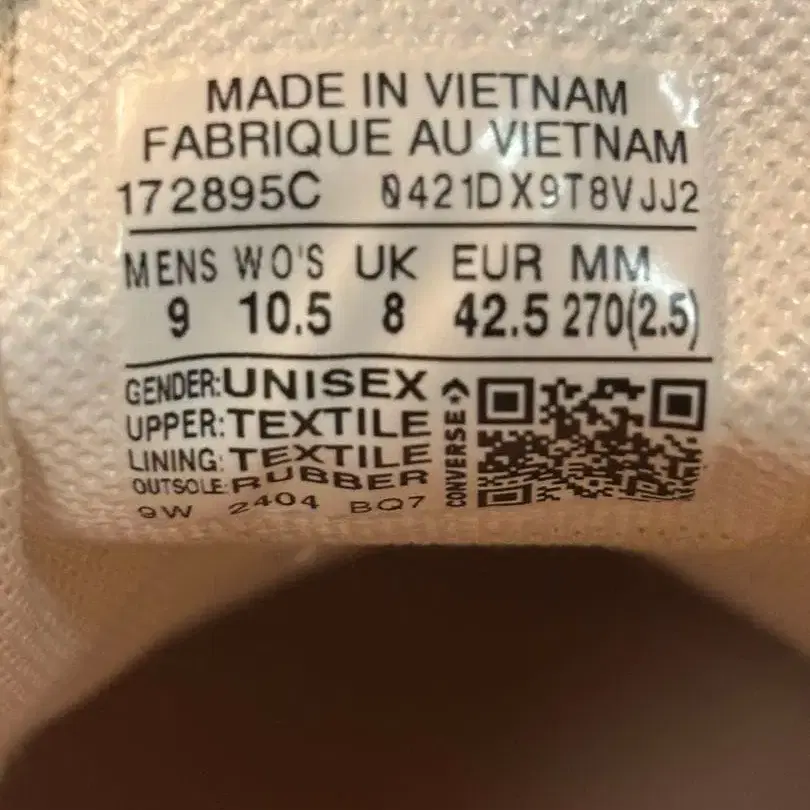 MADE IN VIETNAM
FABRIQUE AU VIETNAM
172895C 0421DX9T8VJJ2
MENS WO'S UK EUR MM
9 10.5 8 42.5 270(2.5)
GENDER:UNISEX
UPPER:TEXTILE
LINING:TEXTILE
OUTSOLE:RUBBER
9W 2404 BQ7
CONVERSE